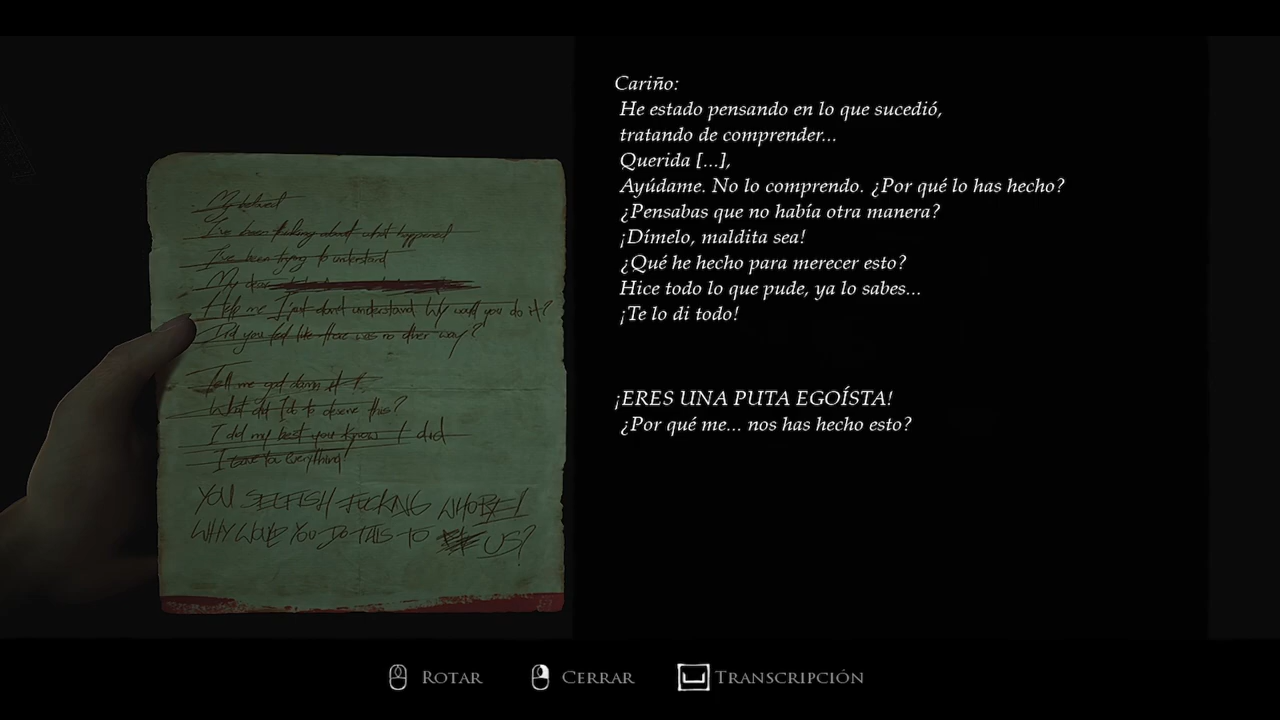 My beloved
I've been thinking about what happened
I've been trying to understand
My dear
Help me I just don't understand Why would you do it?
Did you feel like there was no other way?
Tell me god damn it!
What did I do to deserve this?
I did my best you know I did
I gave you everything!
YOU SELFISH FUCKING WHORE!
WHY WOULD YOU DO THIS TO US?
Cariño:
He estado pensando en lo que sucedió,
tratando de comprender...
Querida [...],
Ayúdame. No lo comprendo. ¿Por qué lo has hecho?
¿Pensabas que no había otra manera?
¡Dímelo, maldita sea!
¿Qué he hecho para merecer esto?
Hice todo lo que pude, ya lo sabes...
¡Te lo di todo!
¡ERES UNA PUTA EGOÍSTA!
¿Por qué me... nos has hecho esto?
ROTAR CERRAR TRANSCRIPCIÓN